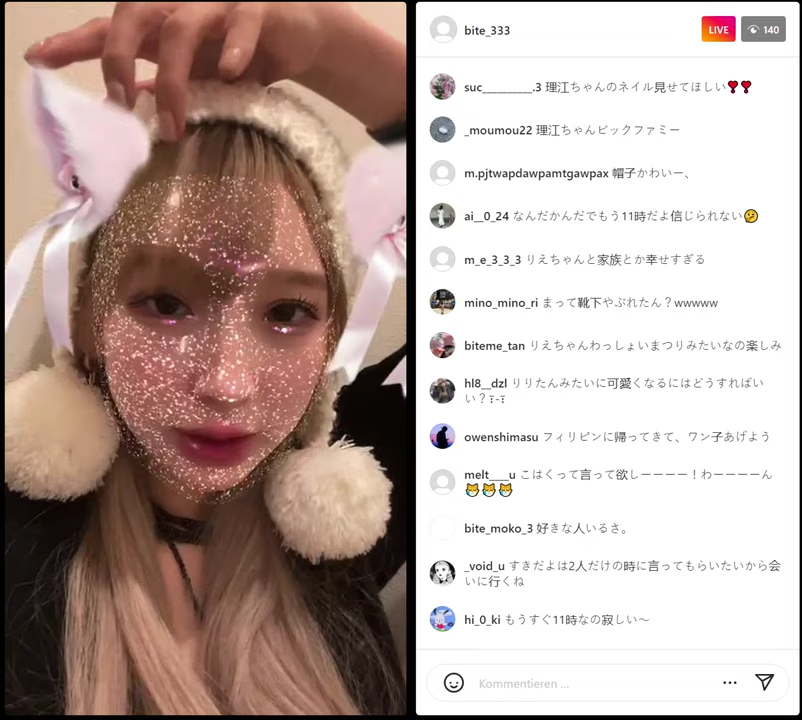 bite_333
LIVE
140
suc_________.3 理江ちゃんのネイル見せてほしい❣️❣️
_moumou22 理江ちゃんビックファミー
m.pjtwapdawpamtgawpax 帽子かわいー、
ai__0_24 なんだかんだでもう11時だよ信じられない🫤
m_e_3_3_3 りえちゃんと家族とか幸せすぎる
mino_mino_ri まって靴下やぶれたん？wwwww
biteme_tan りえちゃんわっしょいまつりみたいなの楽しみ
hl8__dzl りりたんみたいに可愛くなるにはどうすればい
い？
owenshimasu フィリピンに帰ってきて、ワン子あげよう
melt___u こはくって言って欲しーーーー！わーーーーん
😹😹😹
bite_moko_3 好きな人いるさ。
_void_u すきだよは2人だけの時に言ってもらいたいから会
いに行くね
hi_0_ki もうすぐ11時なの寂しい〜
Kommentieren ...